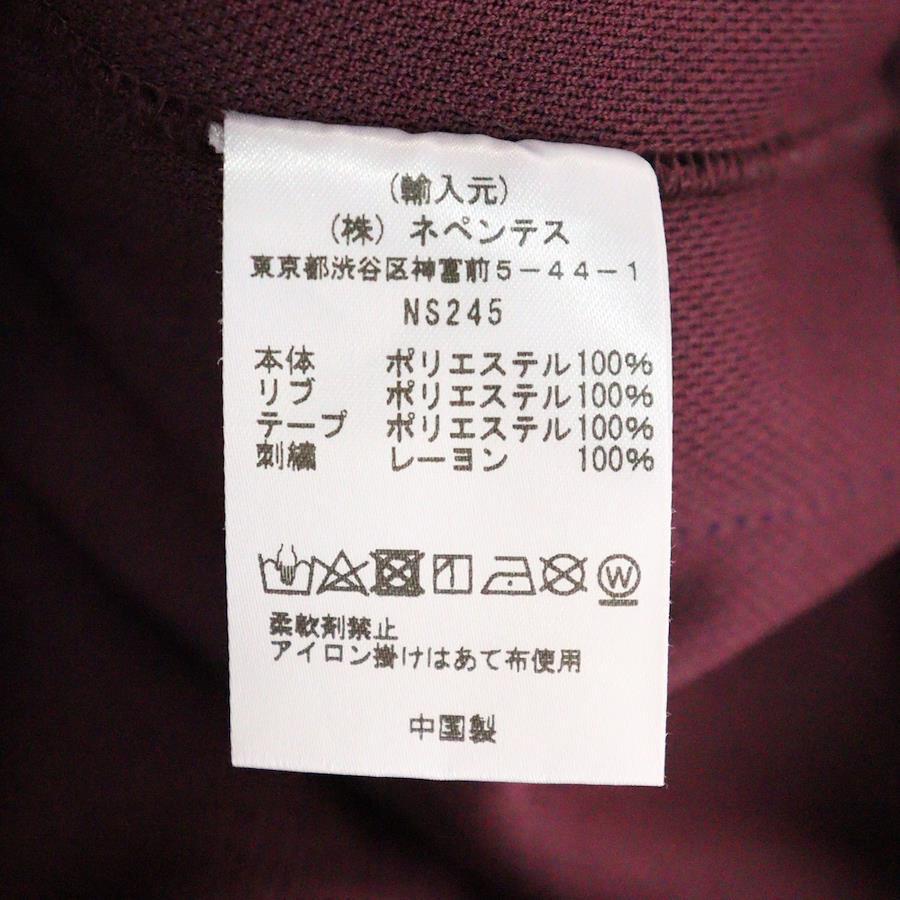 (輸入元)
(株) ネペンテス
東京都渋谷区神宮前5-44-1
NS245
本体 ポリエステル100%
リブ ポリエステル100%
テープ ポリエステル100%
刺繍 レーヨン 100%
W
柔軟剤禁止
アイロン掛けはあて布使用
中国製